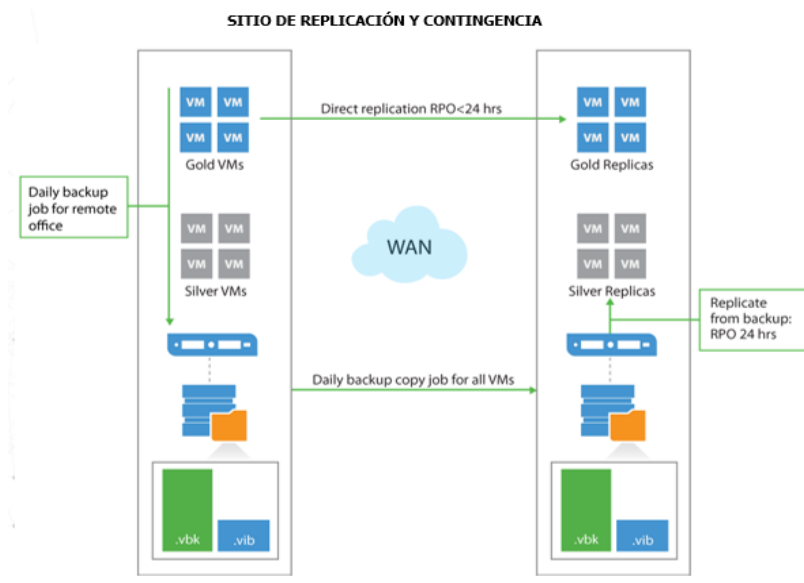 SITIO DE REPLICACIÓN Y CONTINGENCIA
VM VM
VM VM
Gold VMs
Direct replication RPO<24 hrs
VM VM
VM VM
Gold Replicas
Daily backup
job for remote
office
VM VM
VM VM
Silver VMs
WAN
VM VM
VM VM
Silver Replicas
Replicate
from backup:
RPO 24 hrs
Daily backup copy job for all VMs
.vbk .vib
.vbk .vib